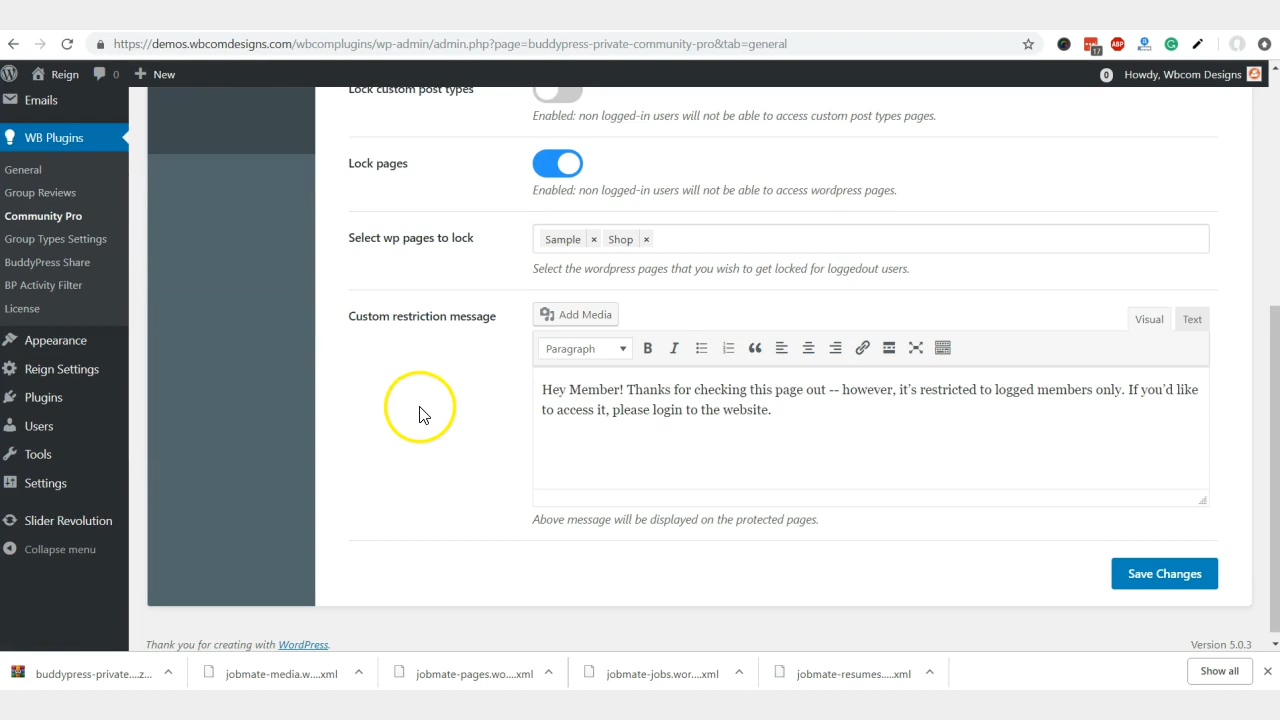 https://demos.wbcomdesigns.com/wbcomplugins/wp-admin/admin.php?page=buddypress-private-community-pro&tab=general
17
ABP
Reign
0
New
0
Howdy, Wbcom Designs
Emails
WB Plugins
General
Group Reviews
Community Pro
Group Types Settings
BuddyPress Share
BP Activity Filter
License
Appearance
Reign Settings
Plugins
Users
Tools
Settings
Slider Revolution
Collapse menu
Lock custom post types
Enabled: non logged-in users will not be able to access custom post types pages.
Lock pages
Enabled: non logged-in users will not be able to access wordpress pages.
Select wp pages to lock
Sample × Shop ×
Select the wordpress pages that you wish to get locked for loggedout users.
Custom restriction message
Add Media
Visual
Text
Paragraph
Hey Member! Thanks for checking this page out -- however, it’s restricted to logged members only. If you’d like
to access it, please login to the website.
Above message will be displayed on the protected pages.
Save Changes
Thank you for creating with WordPress.
Version 5.0.3
buddypress-private....z...
jobmate-media.w....xml
jobmate-pages.wo....xml
jobmate-jobs.wor....xml
jobmate-resumes.....xml
Show all